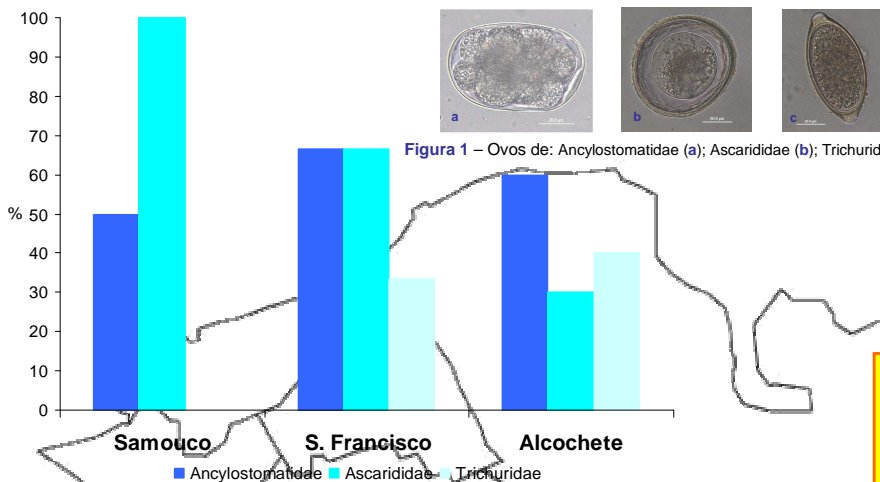 100
90
80
70
60
50
40
30
20
10
0
%
a
b
c
Figura 1 – Ovos de: Ancylostomatidae (a); Ascarididae (b); Trichurid
Samouco
S. Francisco
Alcochete
Ancylostomatidae Ascarididae Trichuridae